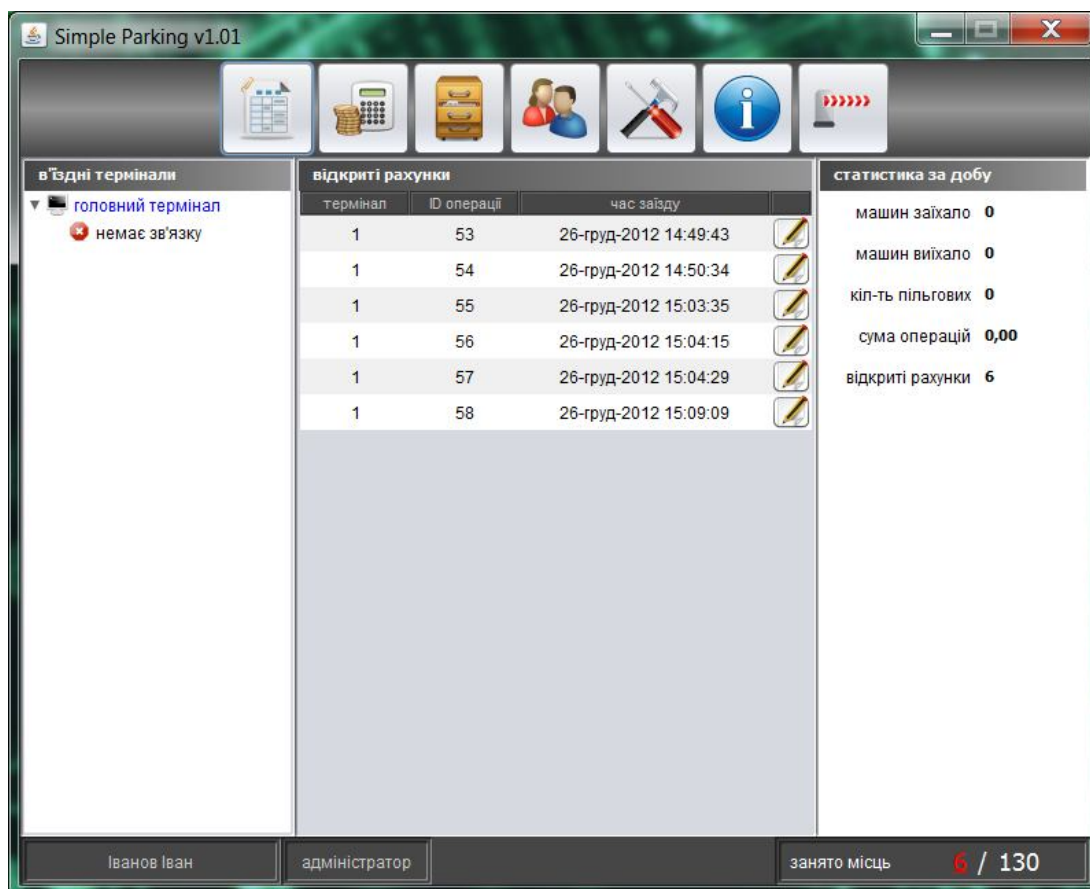 Simple Parking v1.01
в'їздні термінали
головний термінал
немає зв'язку
відкриті рахунки
термінал ID операції час заїзду
1 53 26-груд-2012 14:49:43
1 54 26-груд-2012 14:50:34
1 55 26-груд-2012 15:03:35
1 56 26-груд-2012 15:04:15
1 57 26-груд-2012 15:04:29
1 58 26-груд-2012 15:09:09
статистика за добу
машин заїхало 0
машин виїхало 0
кіл-ть пільгових 0
сума операцій 0,00
відкриті рахунки 6
Іванов Іван
адміністратор
занято місць 6 / 130